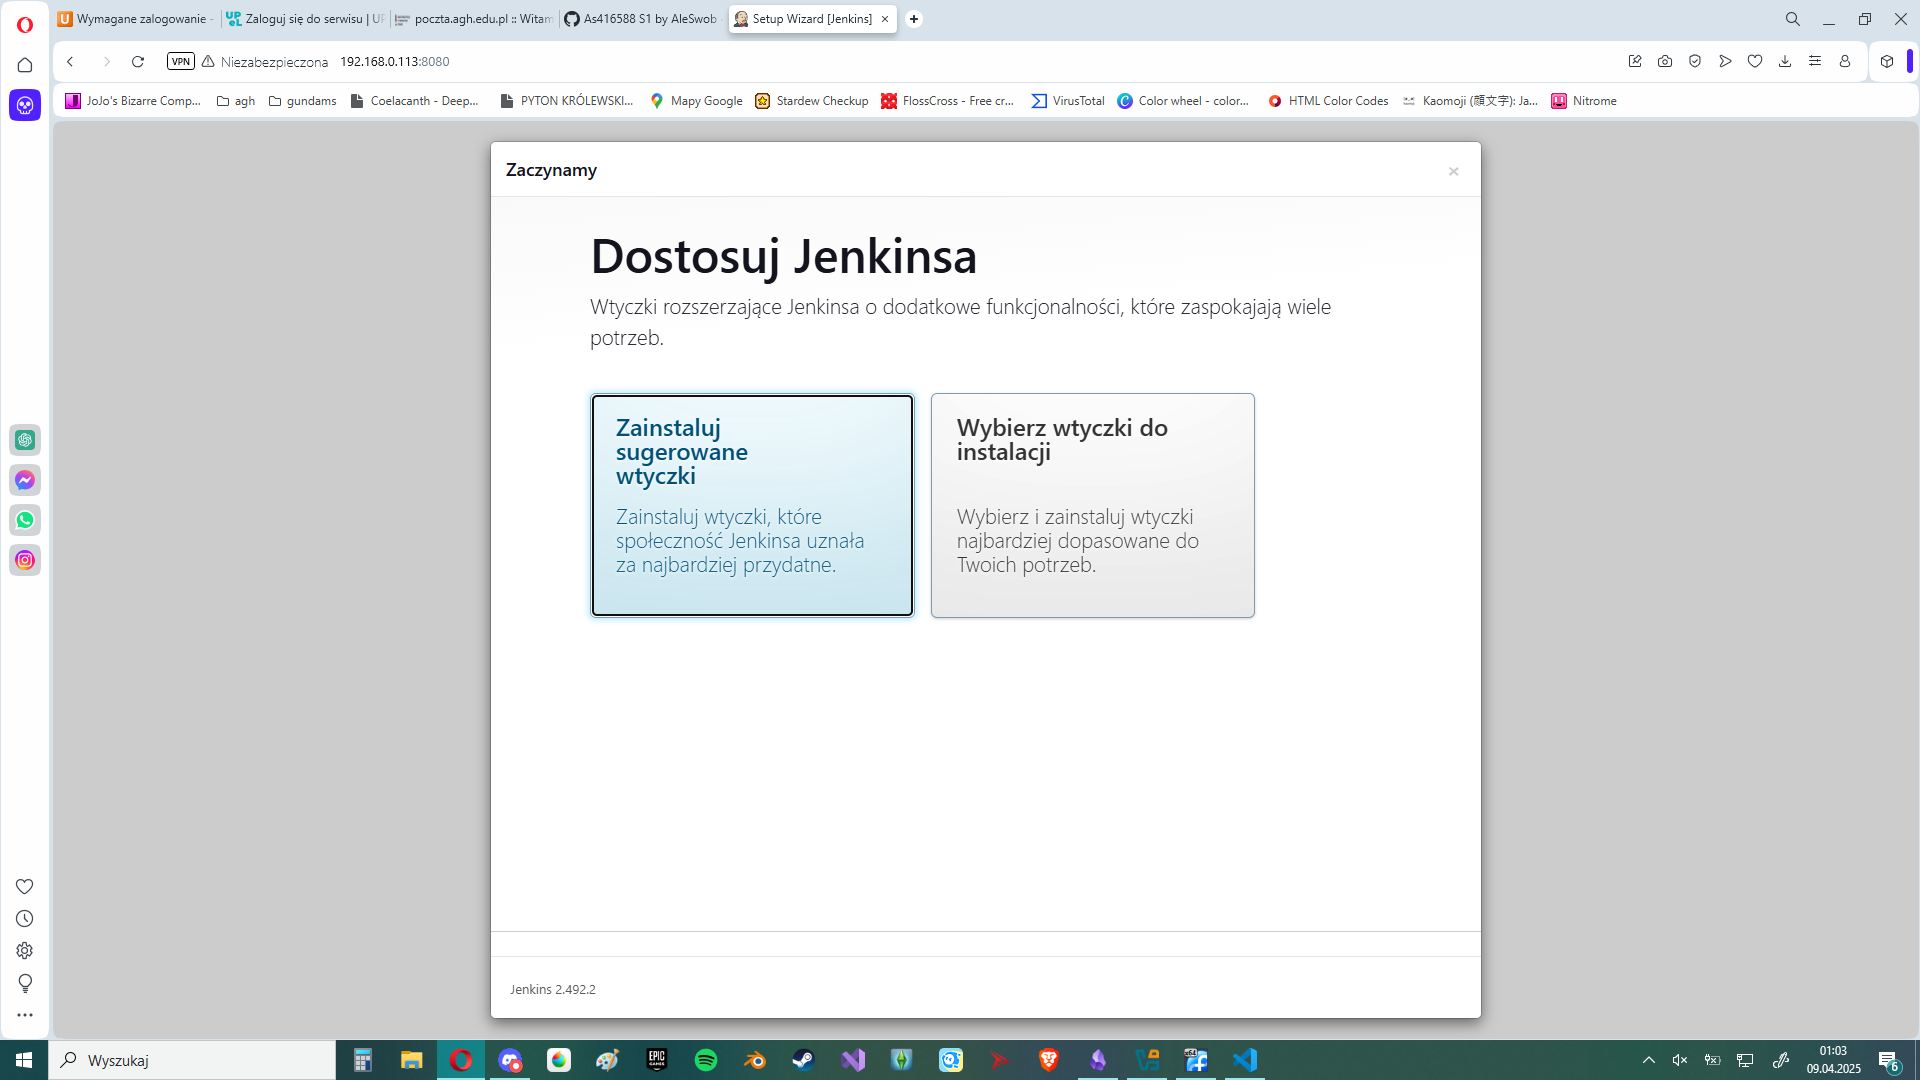 Wymagane zalogowanie -
Zaloguj się do serwisu | UP
poczta.agh.edu.pl :: Witam
As416588 S1 by AleSwob
Setup Wizard [Jenkins]
VPN
Niezabezpieczona
192.168.0.113:8080
JoJo's Bizarre Comp...
agh
gundams
Coelacanth - Deep...
PYTON KRÓLEWSKI...
Mapy Google
Stardew Checkup
FlossCross - Free cr...
VirusTotal
Color wheel - color...
HTML Color Codes
Kaomoji (顔文字): Ja...
Nitrome
Zaczynamy
Dostosuj Jenkinsa
Wtyczki rozszerzające Jenkinsa o dodatkowe funkcjonalności, które zaspokajają wiele
potrzeb.
Zainstaluj
sugerowane
wtyczki
Zainstaluj wtyczki, które
społeczność Jenkinsa uznała
za najbardziej przydatne.
Wybierz wtyczki do
instalacji
Wybierz i zainstaluj wtyczki
najbardziej dopasowane do
Twoich potrzeb.
Jenkins 2.492.2
Wyszukaj
EPIC
GAMES
01:03
09.04.2025
6